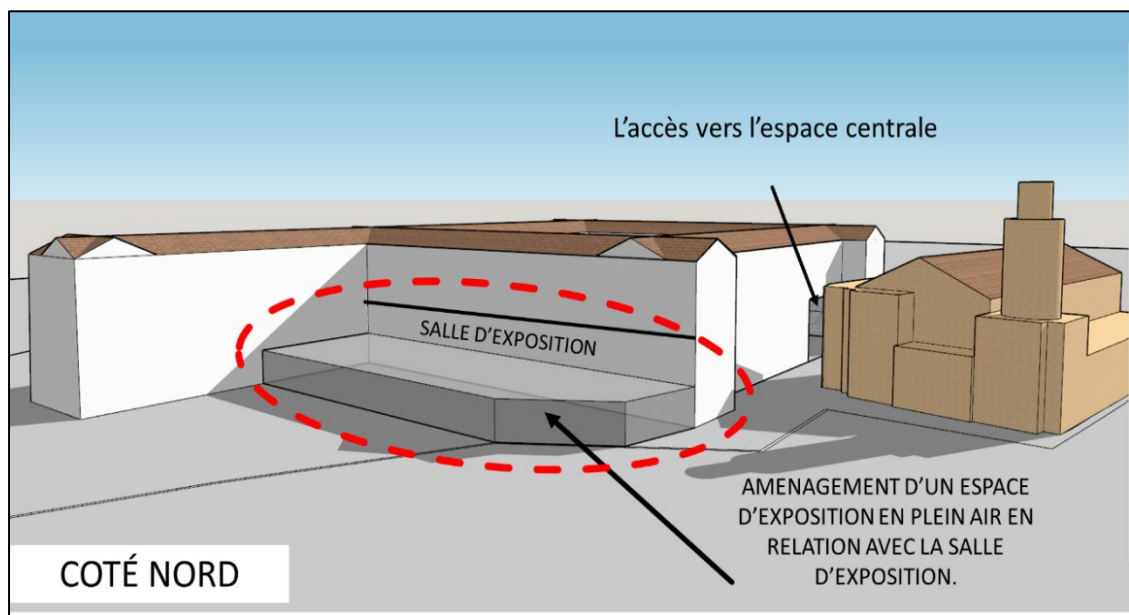 L'accès vers l'espace centrale
SALLE D'EXPOSITION
AMENAGEMENT D'UN ESPACE
D'EXPOSITION EN PLEIN AIR EN
RELATION AVEC LA SALLE
D'EXPOSITION.
COTÉ NORD